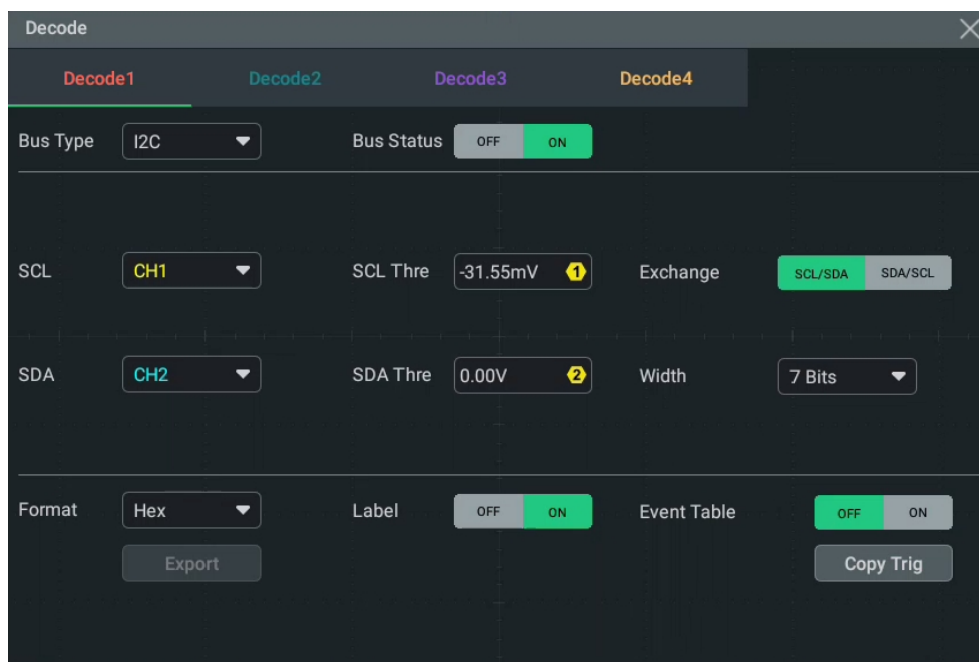 Decode
Decode1 Decode2 Decode3 Decode4
Bus Type I2C Bus Status OFF ON
SCL CH1 SCL Thre -31.55mV 1 Exchange SCL/SDA SDA/SCL
SDA CH2 SDA Thre 0.00V 2 Width 7 Bits
Format Hex Label OFF ON Event Table OFF ON
Export Copy Trig